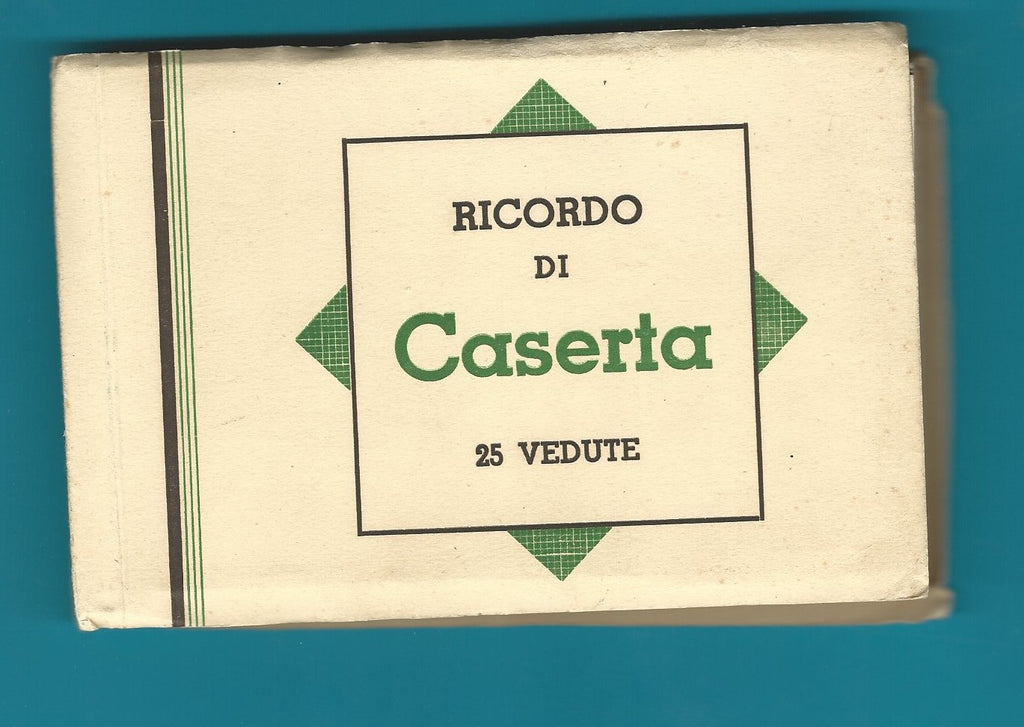 RICORDO
DI
Caserta
25 VEDUTE